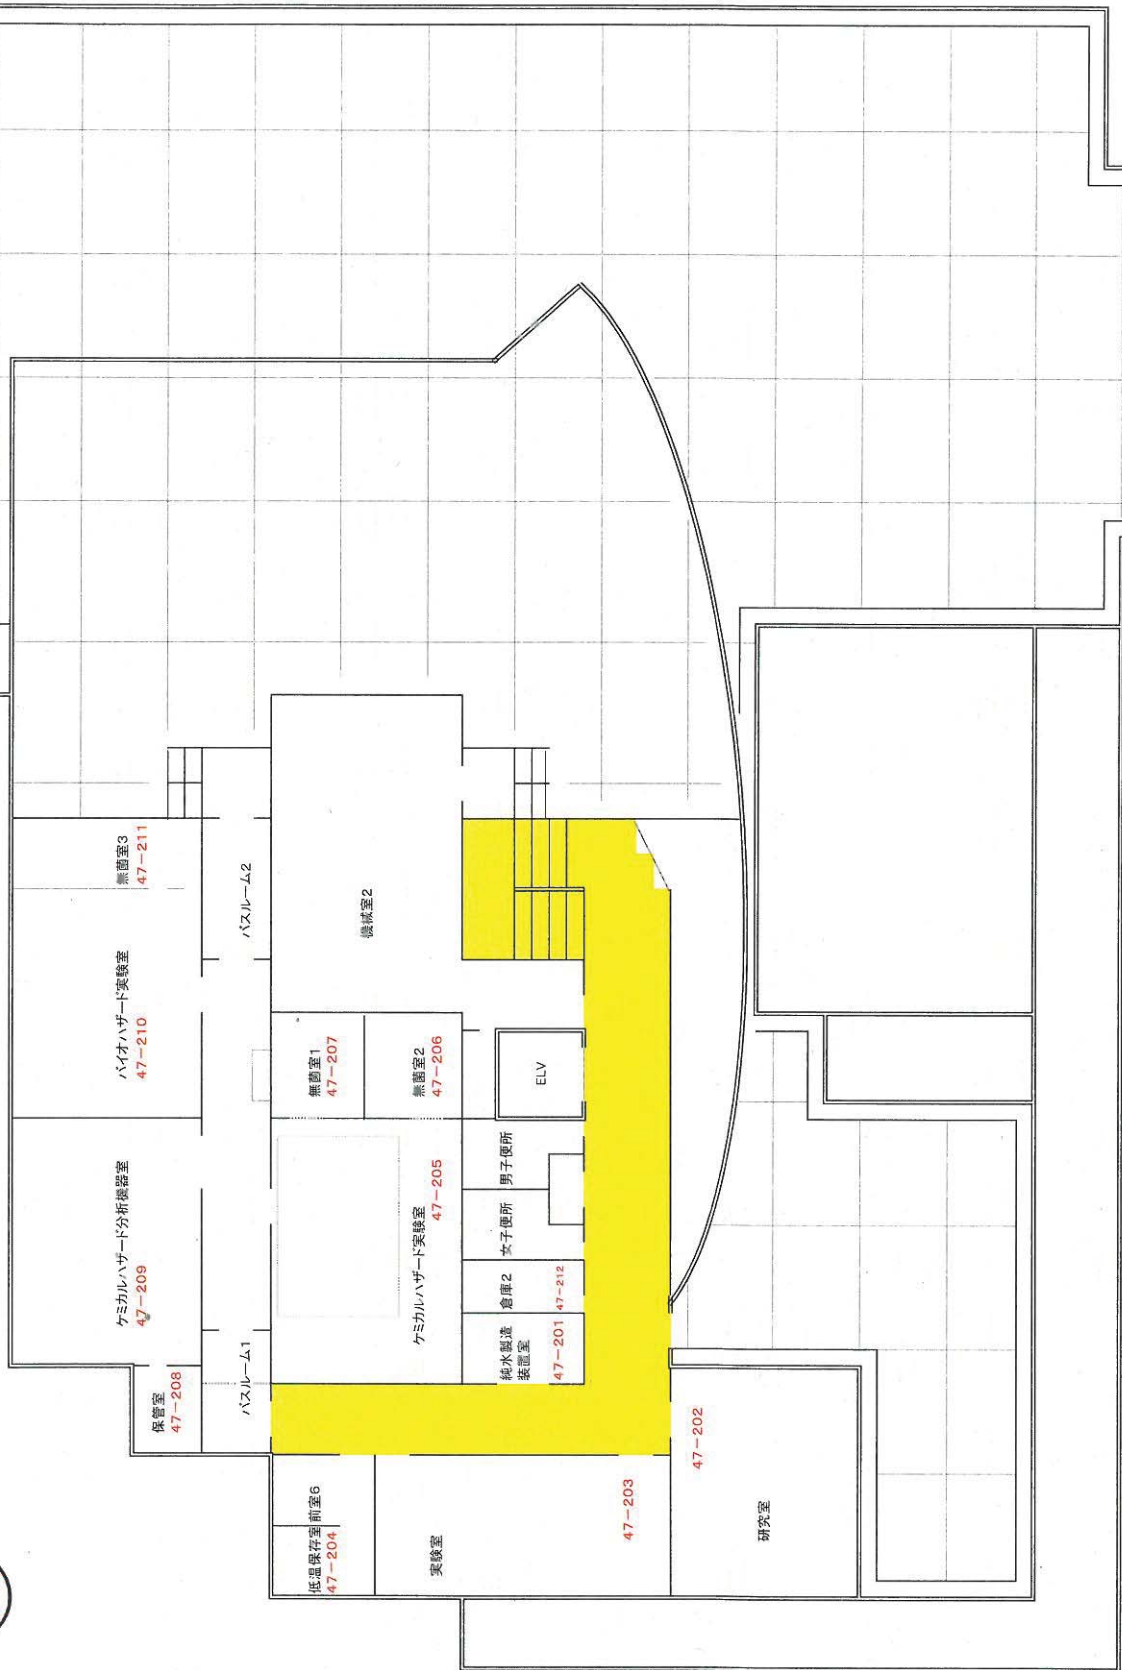 無菌室3
47-211
バイオハザード実験室
47-210
ケミカルハザード分析機器室
47-209
保管室
47-208
パスルーム2
パスルーム1
機械室2
無菌室1
47-207
無菌室2
47-206
ケミカルハザード実験室
47-205
ELV
男子便所
女子便所
倉庫2
47-212
純水製造
装置室
47-201
前室6
低温保存室
47-204
実験室
47-203
47-202
研究室